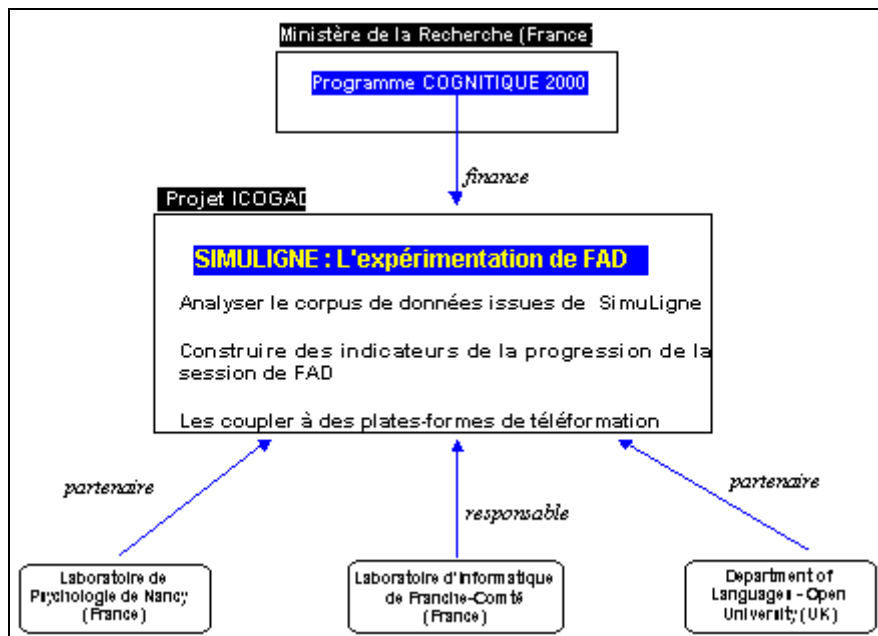 Ministère de la Recherche (France)
Programme COGNITIQUE 2000
finance
Projet ICOGAD
SIMULIGNE : L'expérimentation de FAD
Analyser le corpus de données issues de SimuLigne
Construire des indicateurs de la progression de la
session de FAD
Les coupler à des plates-formes de téléformation
partenaire
responsable
partenaire
Laboratoire de
Psychologie de Nancy
(France)
Laboratoire d'Informatique
de Franche-Comté
(France)
Department of
Languages - Open
University (UK)